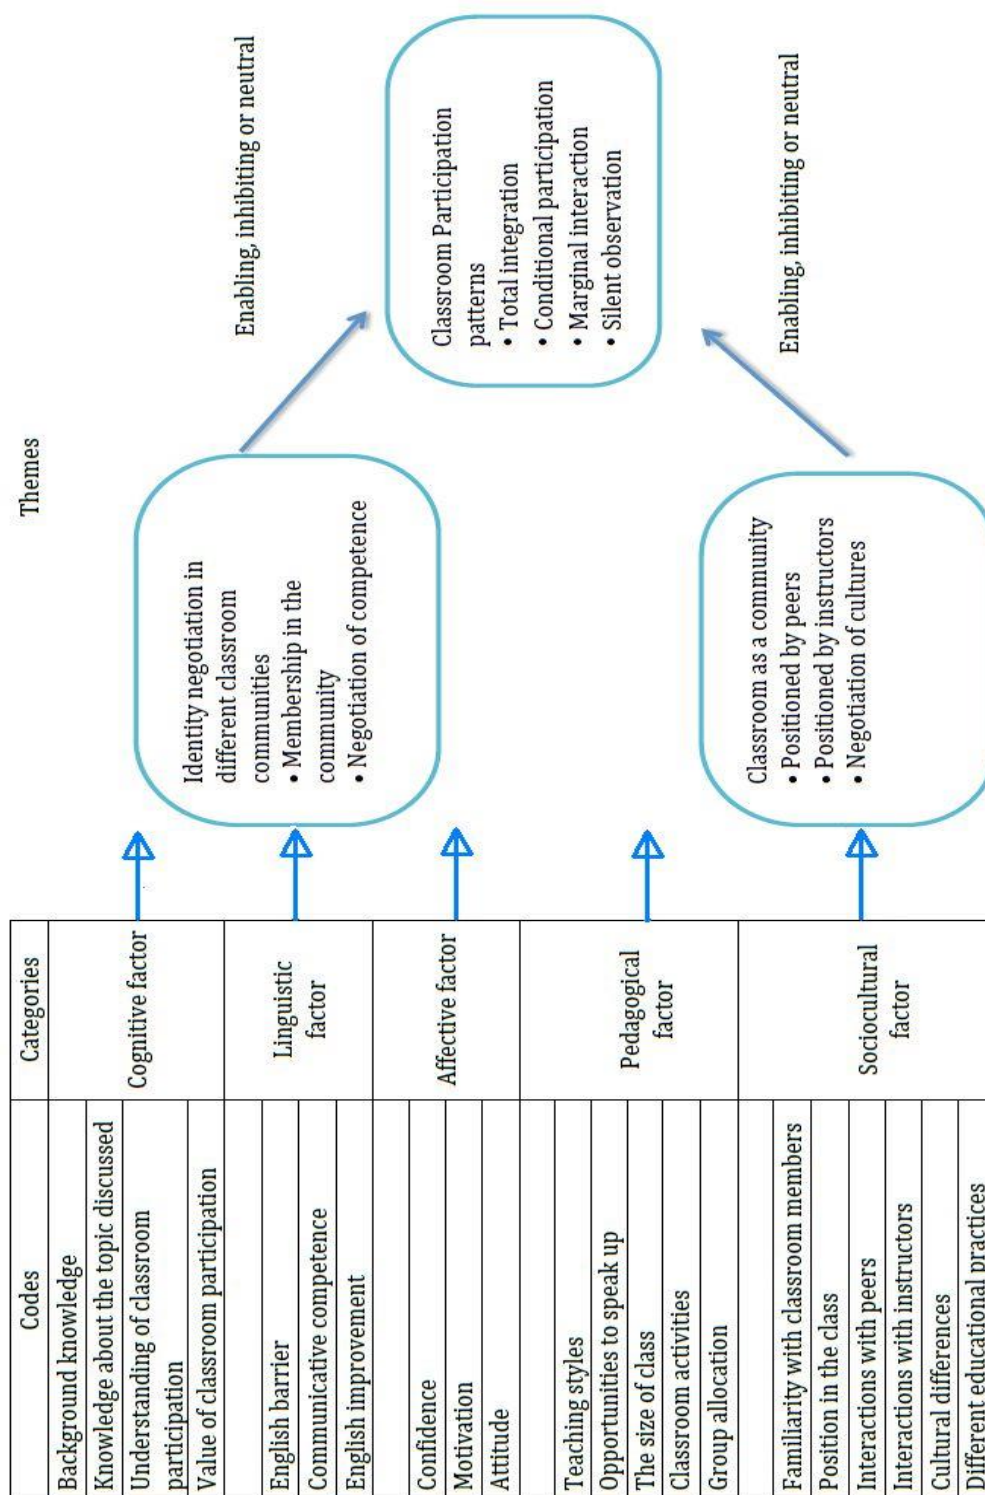 Codes
Categories
Themes
Background knowledge
Knowledge about the topic discussed
Understanding of classroom
participation
Value of classroom participation
Cognitive factor
English barrier
Communicative competence
English improvement
Linguistic
factor
Confidence
Motivation
Attitude
Affective factor
Teaching styles
Opportunities to speak up
The size of class
Classroom activities
Group allocation
Pedagogical
factor
Familiarity with classroom members
Position in the class
Interactions with peers
Interactions with instructors
Cultural differences
Different educational practices
Sociocultural
factor
Identity negotiation in
different classroom
communities
• Membership in the
community
• Negotiation of competence
Classroom as a community
• Positioned by peers
• Positioned by instructors
• Negotiation of cultures
Enabling, inhibiting or neutral
Classroom Participation
patterns
• Total integration
• Conditional participation
• Marginal interaction
• Silent observation
Enabling, inhibiting or neutral